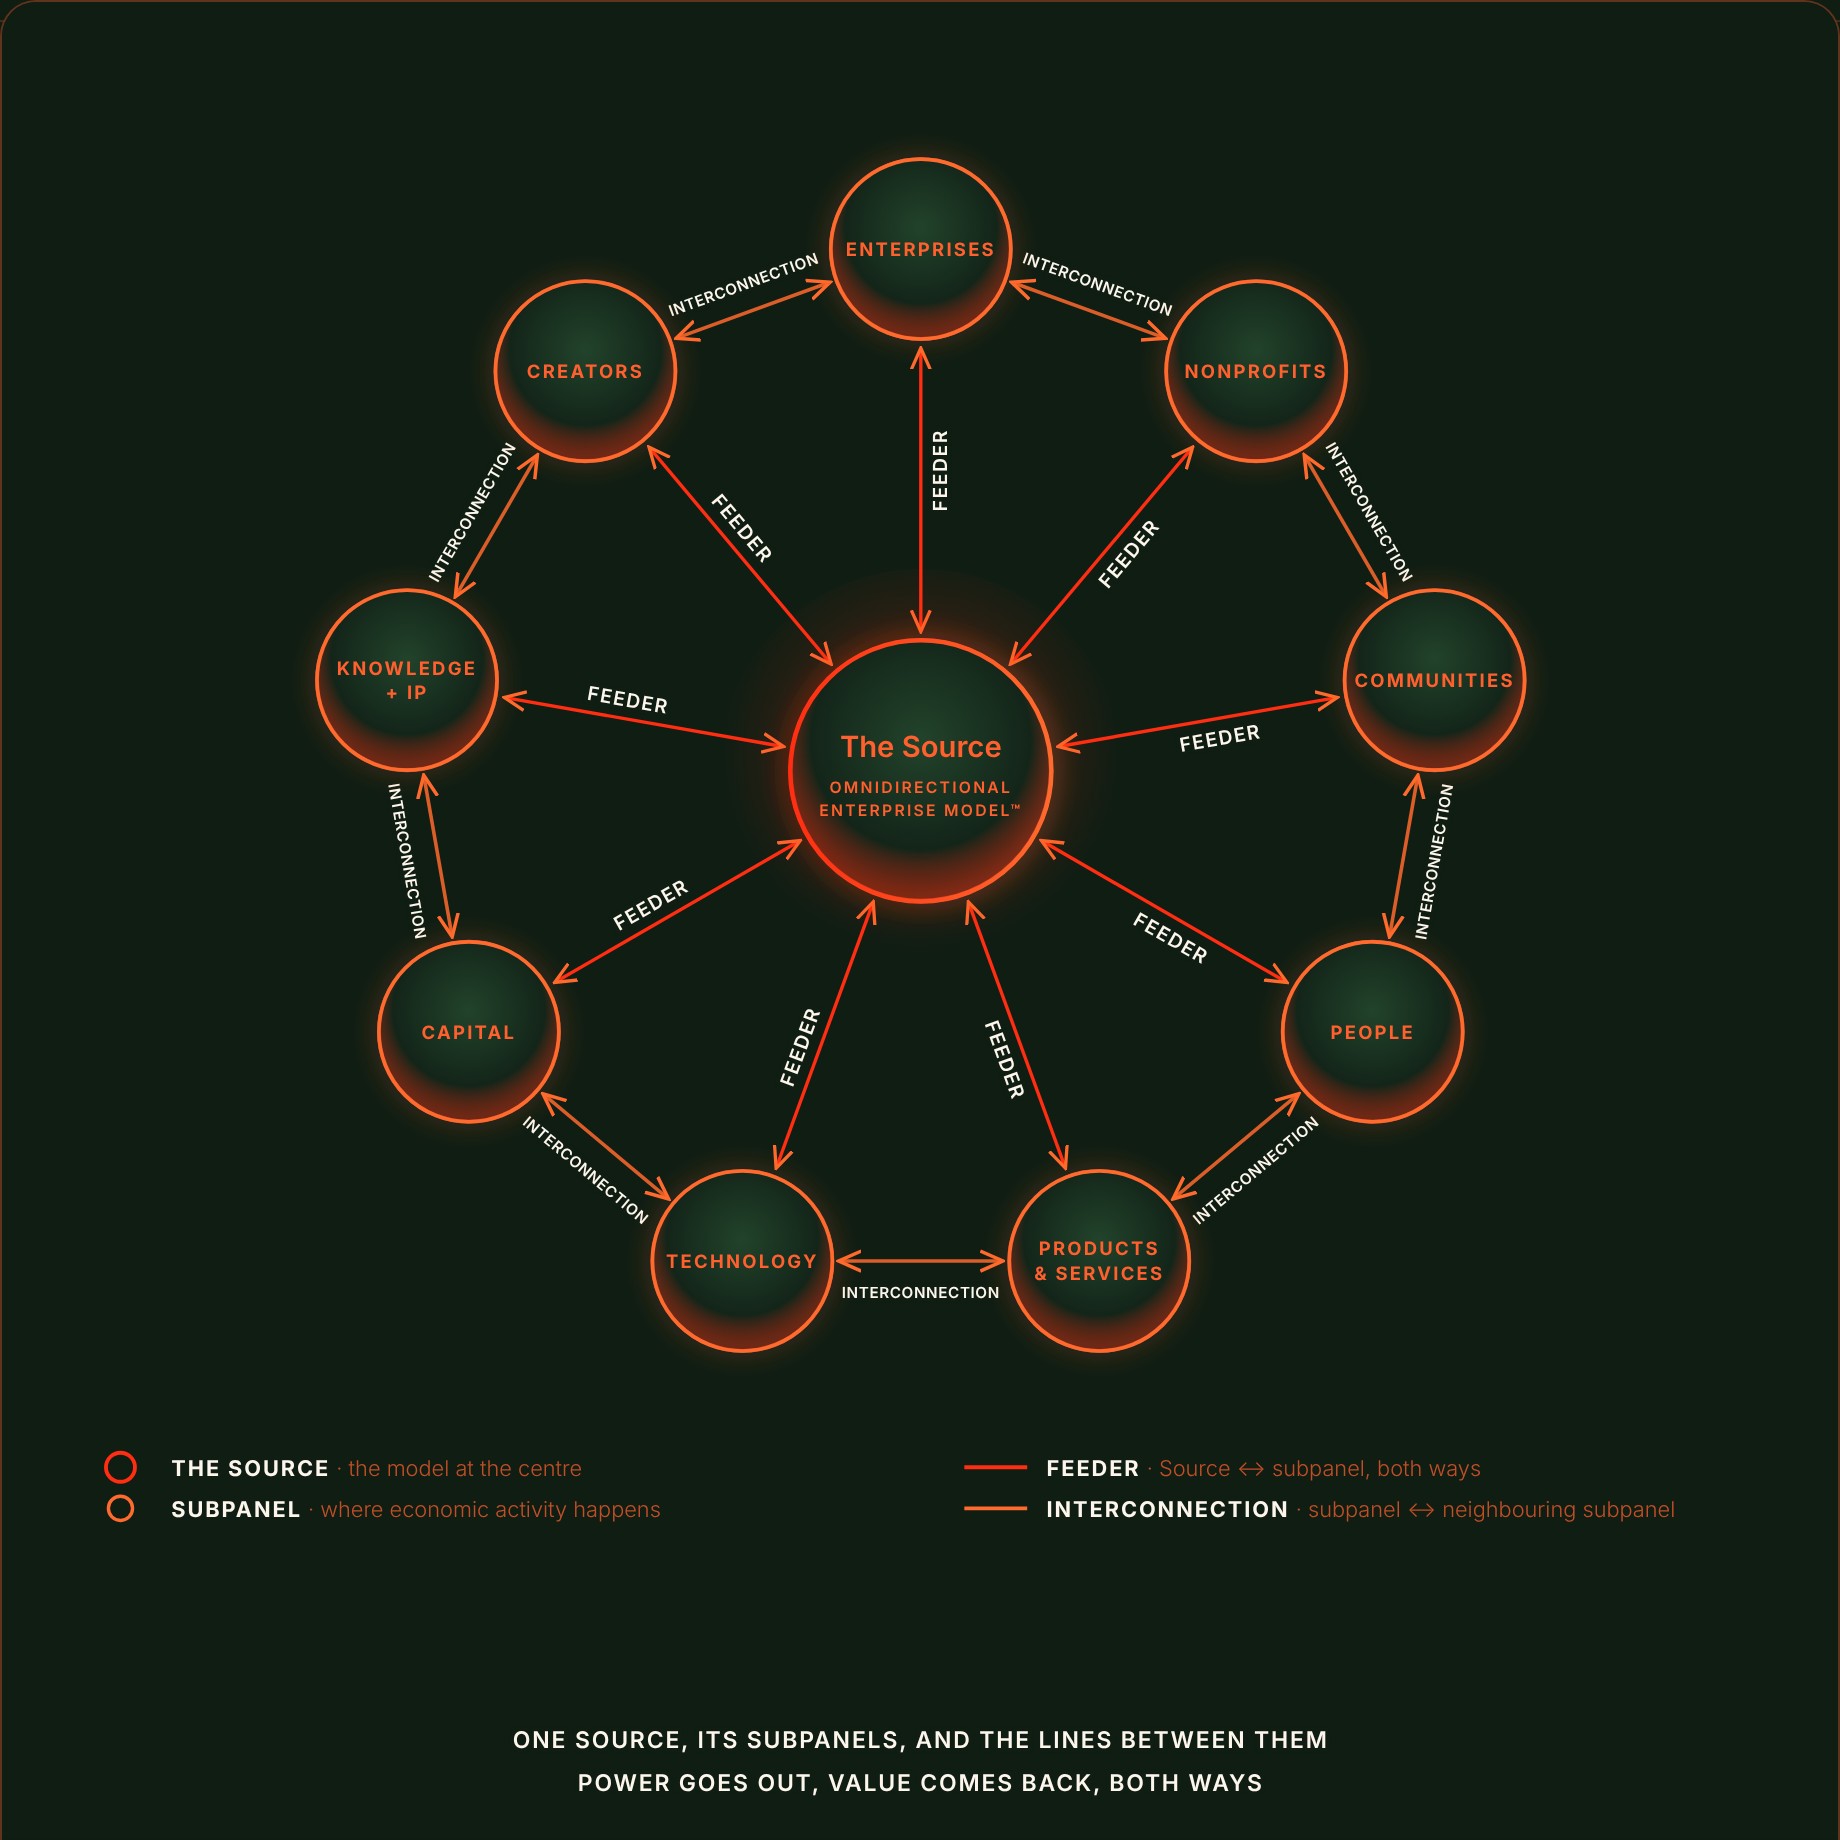 ENTERPRISES
INTERCONNECTION
INTERCONNECTION
CREATORS
NONPROFITS
FEEDER
INTERCONNECTION
FEEDER
FEEDER
INTERCONNECTION
KNOWLEDGE
+ IP
FEEDER
COMMUNITIES
The Source
OMNIDIRECTIONAL
ENTERPRISE MODEL™
FEEDER
INTERCONNECTION
INTERCONNECTION
FEEDER
FEEDER
CAPITAL
PEOPLE
FEEDER
FEEDER
INTERCONNECTION
INTERCONNECTION
TECHNOLOGY
PRODUCTS
& SERVICES
INTERCONNECTION
THE SOURCE · the model at the centre
SUBPANEL · where economic activity happens
FEEDER · Source ↔ subpanel, both ways
INTERCONNECTION · subpanel ↔ neighbouring subpanel
ONE SOURCE, ITS SUBPANELS, AND THE LINES BETWEEN THEM
POWER GOES OUT, VALUE COMES BACK, BOTH WAYS